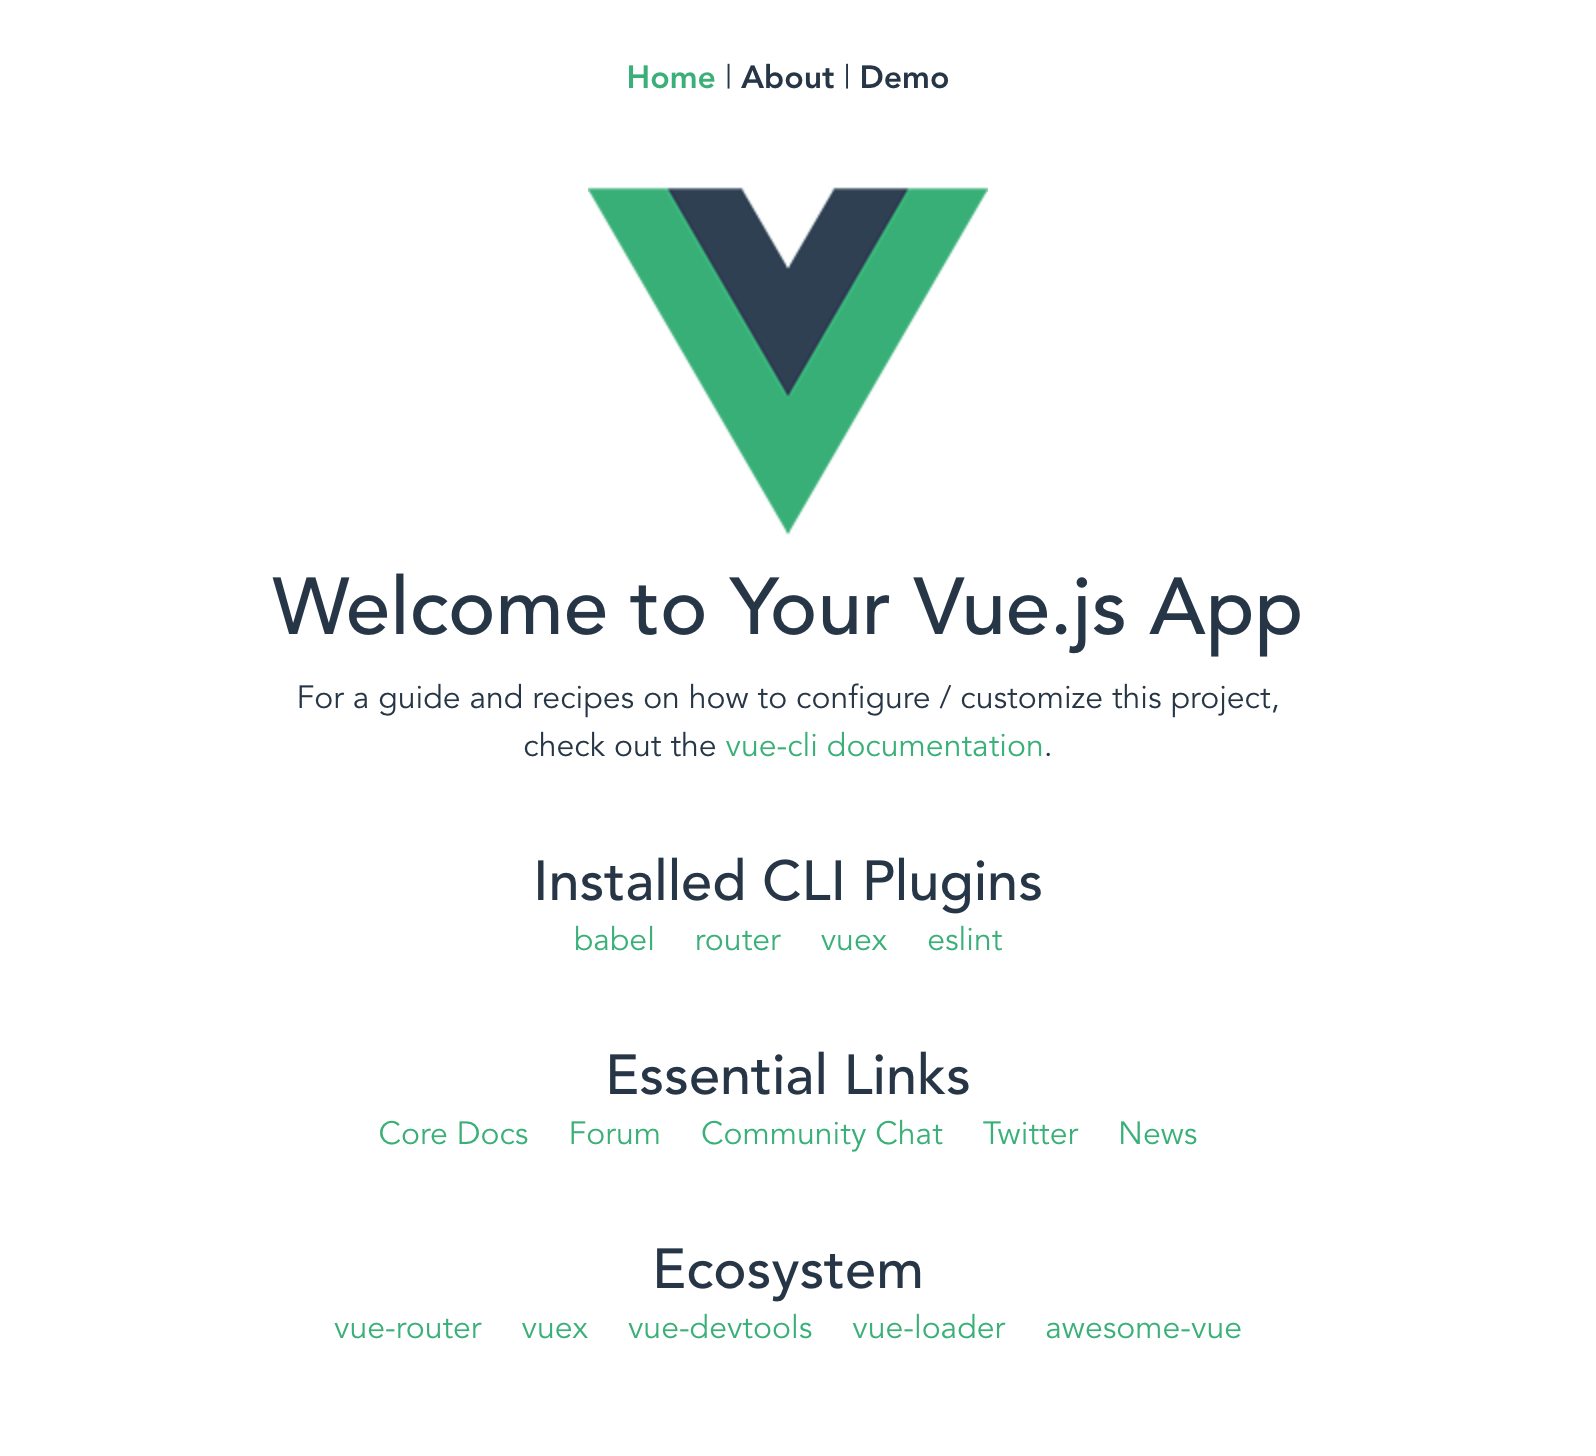 Home | About | Demo
Welcome to Your Vue.js App
For a guide and recipes on how to configure / customize this project,
check out the vue-cli documentation.
Installed CLI Plugins
babel router vuex eslint
Essential Links
Core Docs Forum Community Chat Twitter News
Ecosystem
vue-router vuex vue-devtools vue-loader awesome-vue